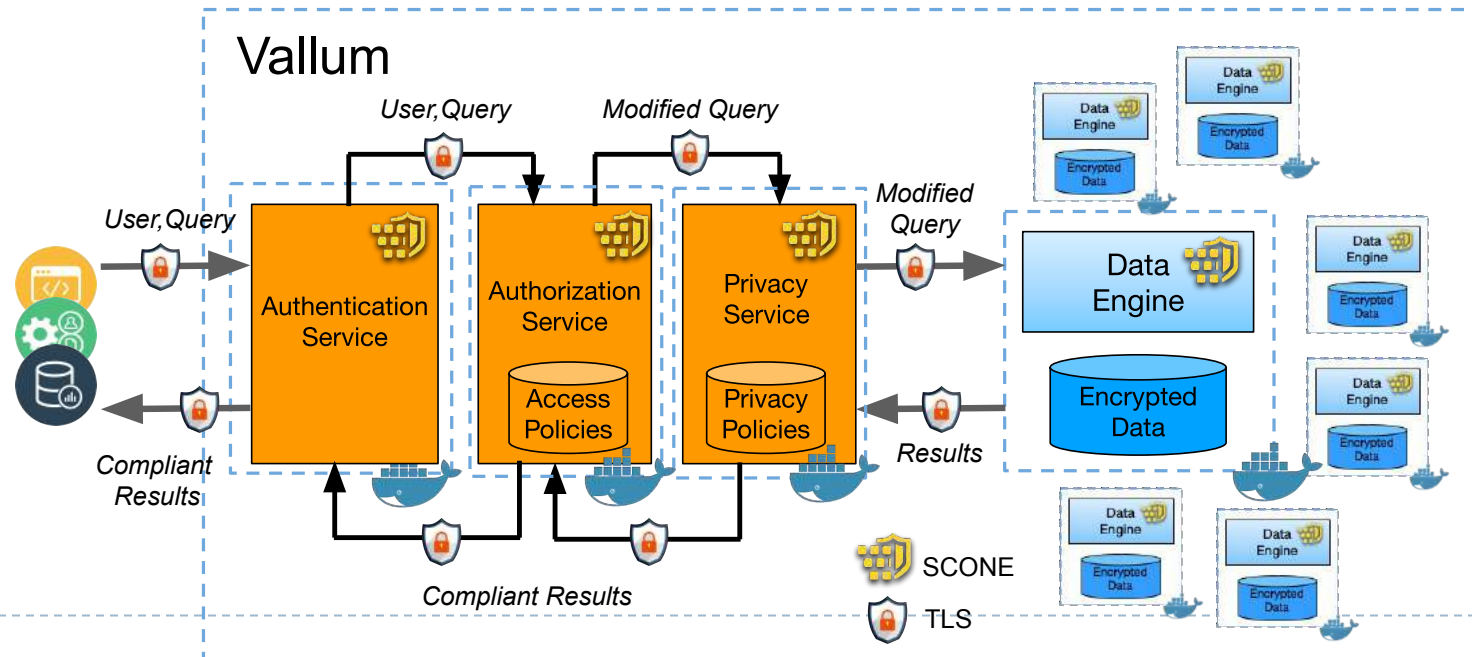 Vallum
User,Query
Modified Query
User,Query
Modified
Query
Authentication
Service
Authorization
Service
Access
Policies
Privacy
Service
Privacy
Policies
Data
Engine
Encrypted
Data
Compliant
Results
Results
Compliant Results
SCONE
TLS
Data
Engine
Encrypted
Data
Data
Engine
Encrypted
Data
Data
Engine
Encrypted
Data
Data
Engine
Encrypted
Data
Data
Engine
Encrypted
Data
Data
Engine
Encrypted
Data